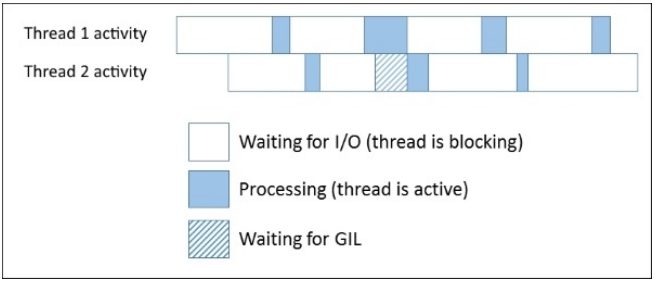 Thread 1 activity
Thread 2 activity
Waiting for I/O (thread is blocking)
Processing (thread is active)
Waiting for GIL